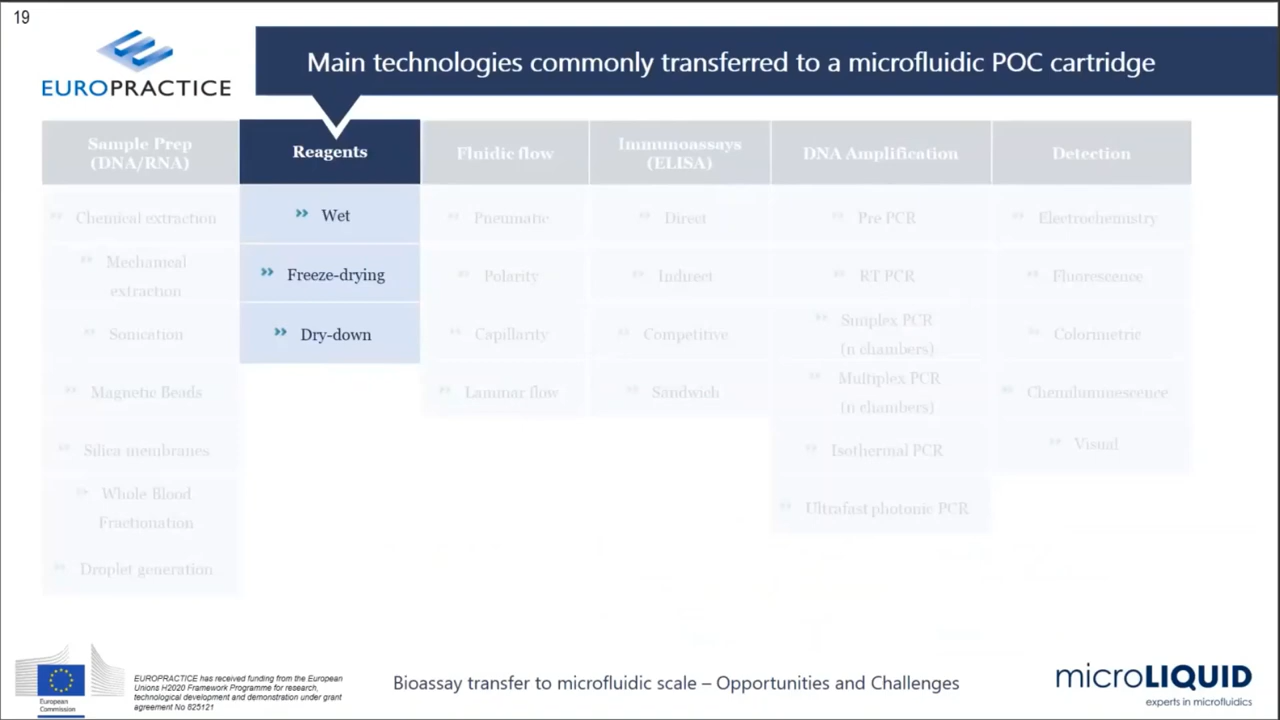 19
EUROPRACTICE
Main technologies commonly transferred to a microfluidic POC cartridge
Sample Prep
(DNA/RNA)
Reagents
Fluidic flow
Immunoassays
(ELISA)
DNA Amplification
Detection
Chemical extraction
Mechanical
extraction
Sonication
Magnetic Beads
Silica membranes
Whole Blood
Fractionation
Droplet generation
Wet
Freeze-drying
Dry-down
Pneumatic
Polarity
Capillarity
Laminar flow
Direct
Indirect
Competitive
Sandwich
Pre PCR
RT PCR
Simplex PCR
(n chambers)
Multiplex PCR
(n chambers)
Isothermal PCR
Ultrafast photonic PCR
Electrochemistry
Fluorescence
Colormetric
Chemiluminescence
Visual
European
Commission
EUROPRACTICE has received funding from the European
Unions H2020 Framework Programme for research,
technological development and demonstration under grant
agreement No 825121
Bioassay transfer to microfluidic scale – Opportunities and Challenges
microLIQUID
experts in microfluidics